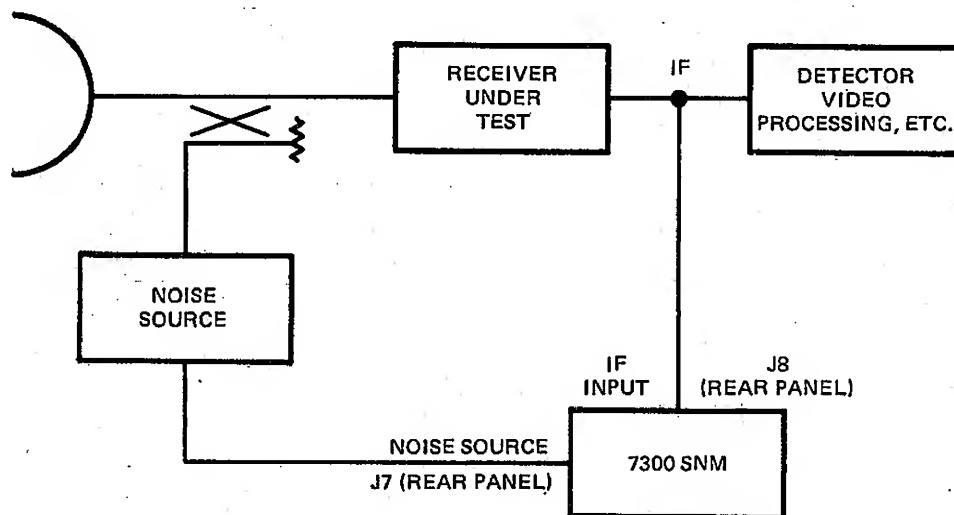 RECEIVER
UNDER
TEST
IF
DETECTOR
VIDEO
PROCESSING, ETC.
NOISE
SOURCE
IF
INPUT
J8
(REAR PANEL)
NOISE SOURCE
J7 (REAR PANEL)
7300 SNM